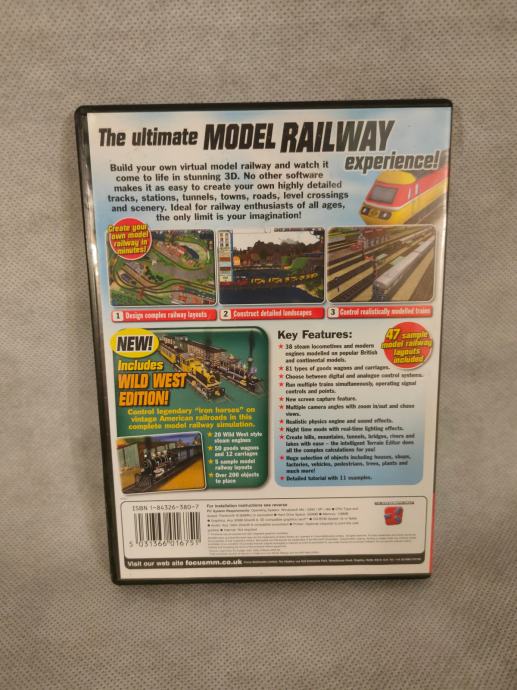 The ultimate MODEL RAILWAY
experience!
Build your own virtual model railway and watch it
come to life in stunning 3D. No other software
makes it as easy to create your own highly detailed
tracks, stations, tunnels, towns, roads, level crossings
and scenery. Ideal for railway enthusiasts of all ages,
the only limit is your imagination!
Create your
own model
railway in
minutes!
1 Design complex railway layouts
2 Construct detailed landscapes
3 Control realistically modelled trains
NEW!
Includes
WILD WEST
EDITION!
Control legendary "iron horses" on
vintage American railroads in this
complete model railway simulation.
★ 20 Wild West style
steam engines
★ 50 goods wagons
and 12 carriages
★ 5 sample model
railway layouts
★ Over 200 objects
to place
Key Features:
47 sample
model railway
layouts
included
★ 38 steam locomotives and modern
engines modelled on popular British
and continental models.
★ 81 types of goods wagons and carriages.
★ Choose between digital and analogue control systems.
★ Run multiple trains simultaneously, operating signal
controls and points.
★ New screen capture feature.
★ Multiple camera angles with zoom in/out and chase
views.
★ Realistic physics engine and sound effects.
★ Night time mode with real-time lighting effects.
★ Create hills, mountains, tunnels, bridges, rivers and
lakes with ease - the intelligent Terrain Editor does
all the complex calculations for you!
★ Huge selection of objects including houses, shops,
factories, vehicles, pedestrians, trees, plants and
much more!
★ Detailed tutorial with 11 examples.
ISBN 1-84326-380-7
5 031366 016751
For installation instructions see reverse
Visit our web site focusmm.co.uk